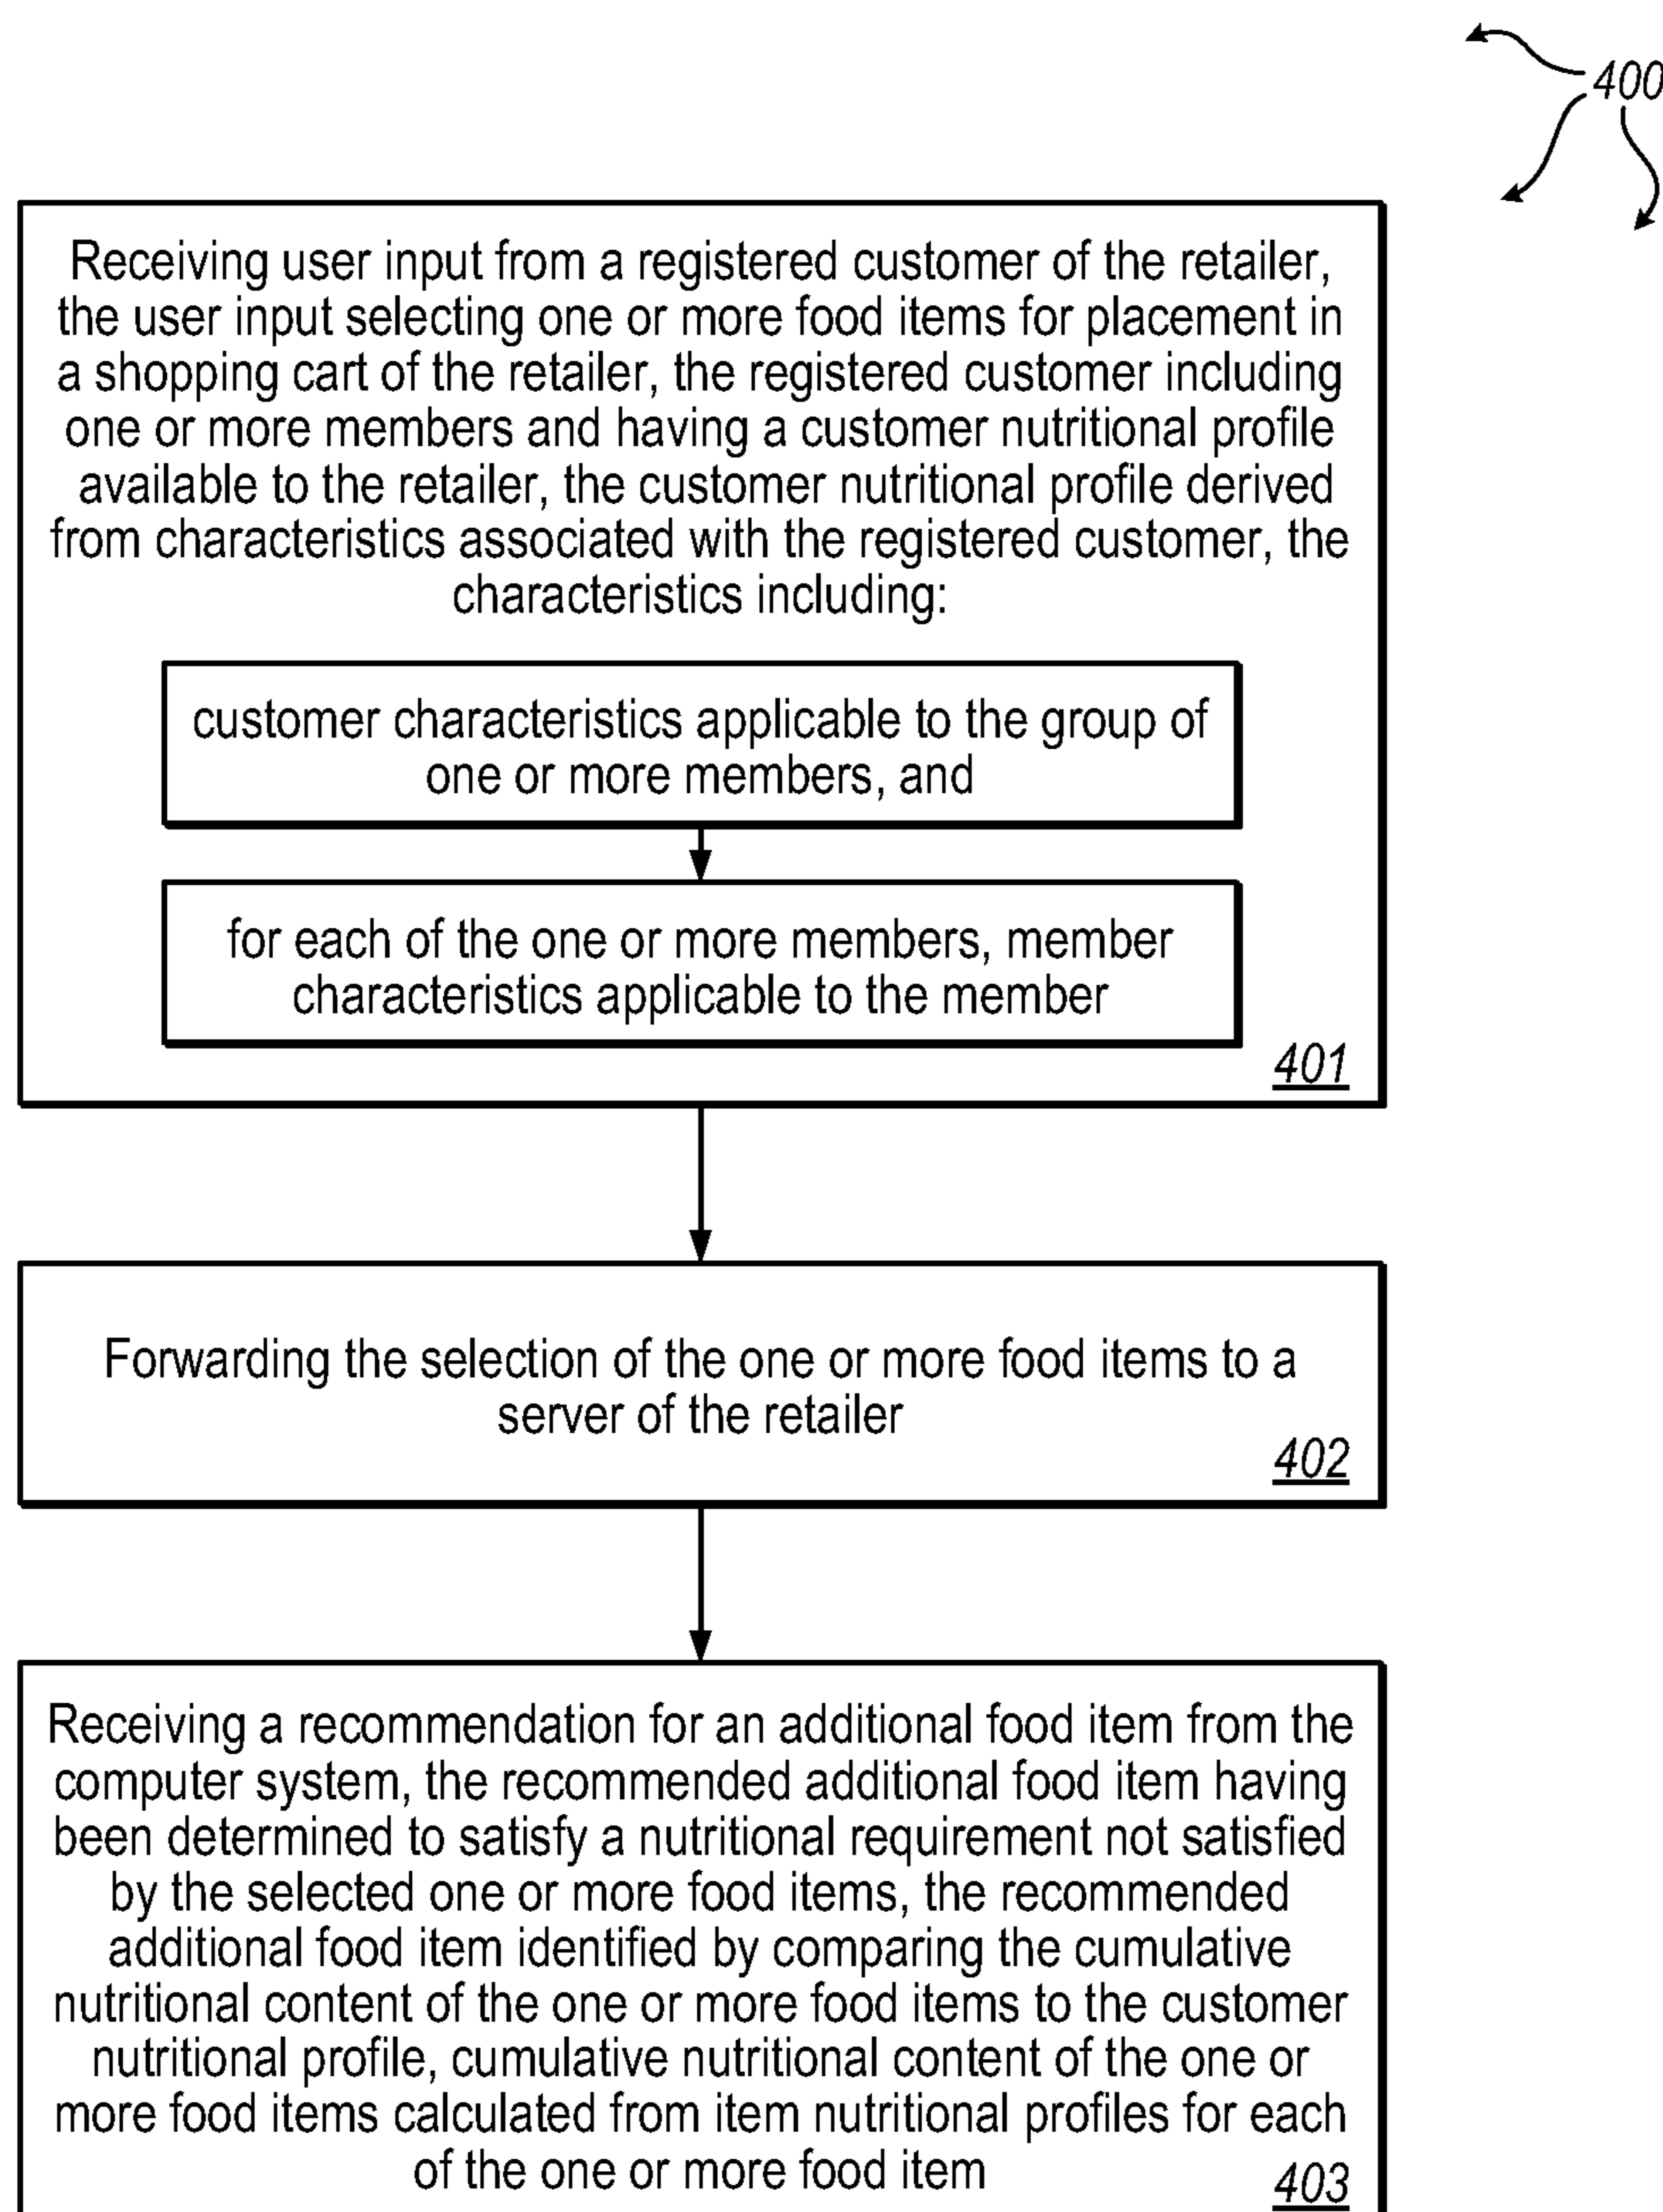 400
Receiving user input from a registered customer of the retailer,
the user input selecting one or more food items for placement in
a shopping cart of the retailer, the registered customer including
one or more members and having a customer nutritional profile
available to the retailer, the customer nutritional profile derived
from characteristics associated with the registered customer, the
characteristics including:
customer characteristics applicable to the group of
one or more members, and
for each of the one or more members, member
characteristics applicable to the member
401
Forwarding the selection of the one or more food items to a
server of the retailer
402
Receiving a recommendation for an additional food item from the
computer system, the recommended additional food item having
been determined to satisfy a nutritional requirement not satisfied
by the selected one or more food items, the recommended
additional food item identified by comparing the cumulative
nutritional content of the one or more food items to the customer
nutritional profile, cumulative nutritional content of the one or
more food items calculated from item nutritional profiles for each
of the one or more food item
403